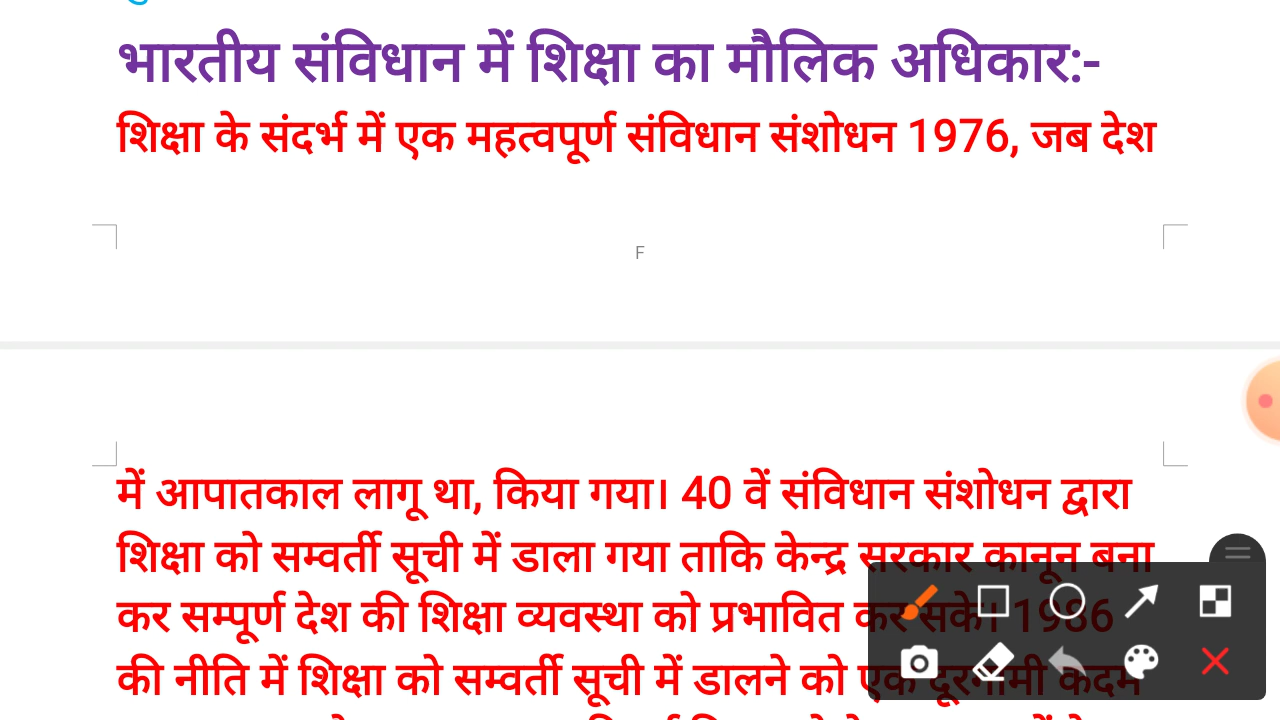 भारतीय संविधान में शिक्षा का मौलिक अधिकार:-
शिक्षा के संदर्भ में एक महत्वपूर्ण संविधान संशोधन 1976, जब देश
F
में आपातकाल लागू था, किया गया। 40 वें संविधान संशोधन द्वारा
शिक्षा को सम्वर्ती सूची में डाला गया ताकि केन्द्र सरकार कानून बना
कर सम्पूर्ण देश की शिक्षा व्यवस्था को प्रभावित कर सके। 1986
की नीति में शिक्षा को सम्वर्ती सूची में डालने को एक दूरगामी कदम